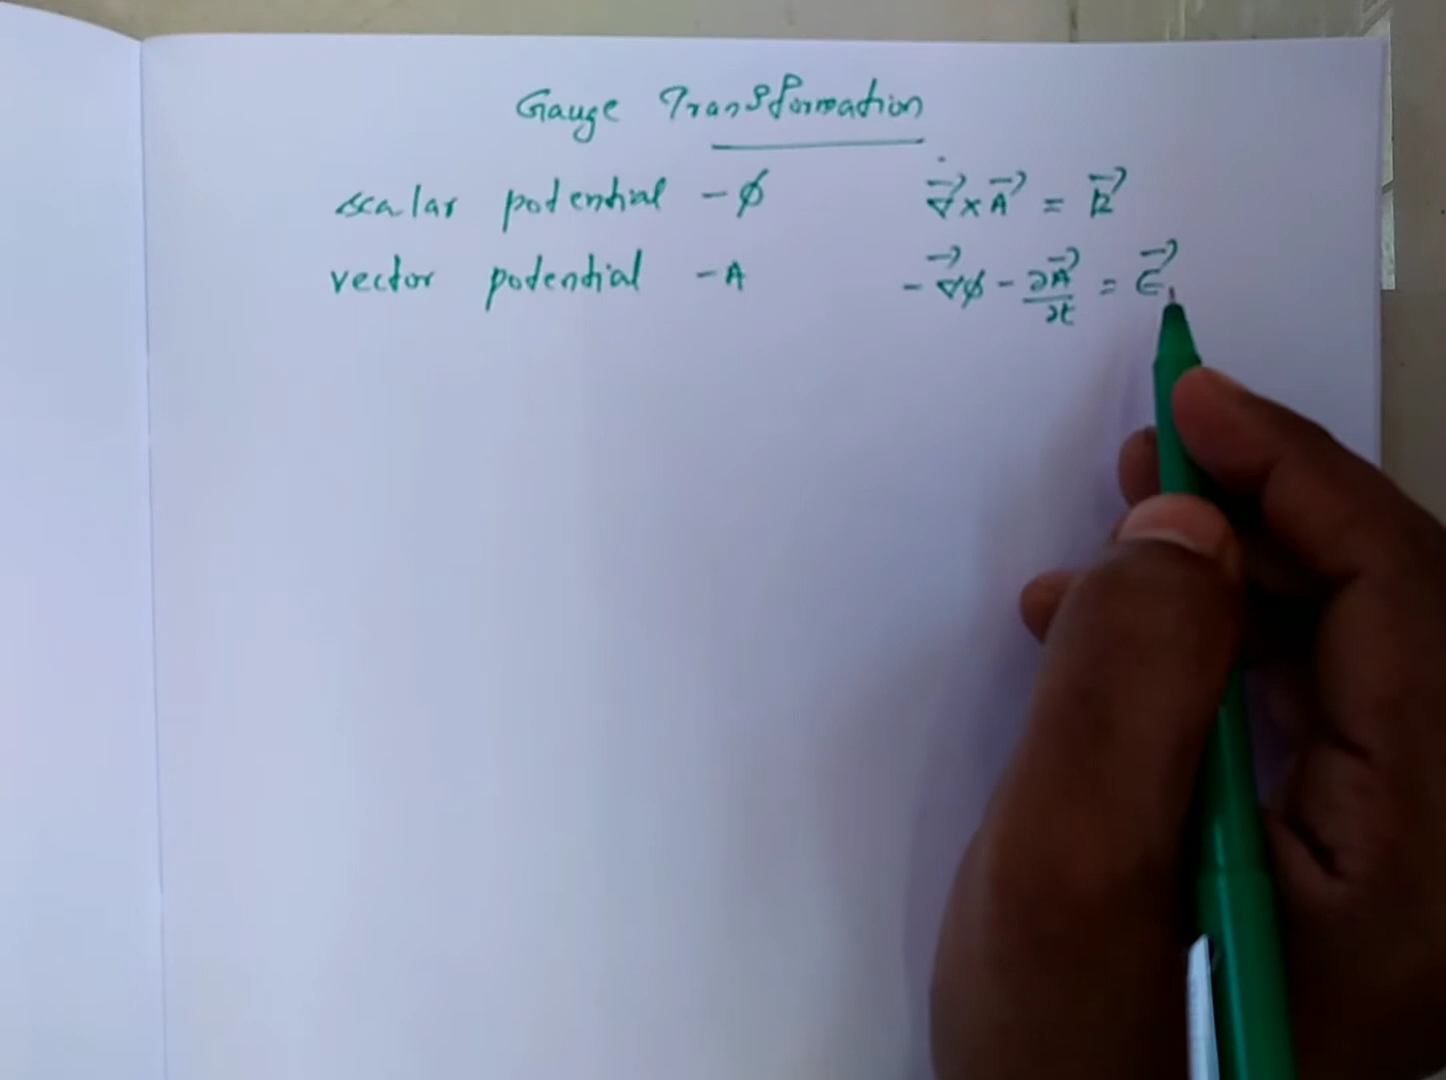 Gauge Transformation
scalar potential - ϕ
∇⃗ × A⃗ = B⃗
vector potential - A
- ∇⃗ϕ - ∂A⃗/∂t = E⃗